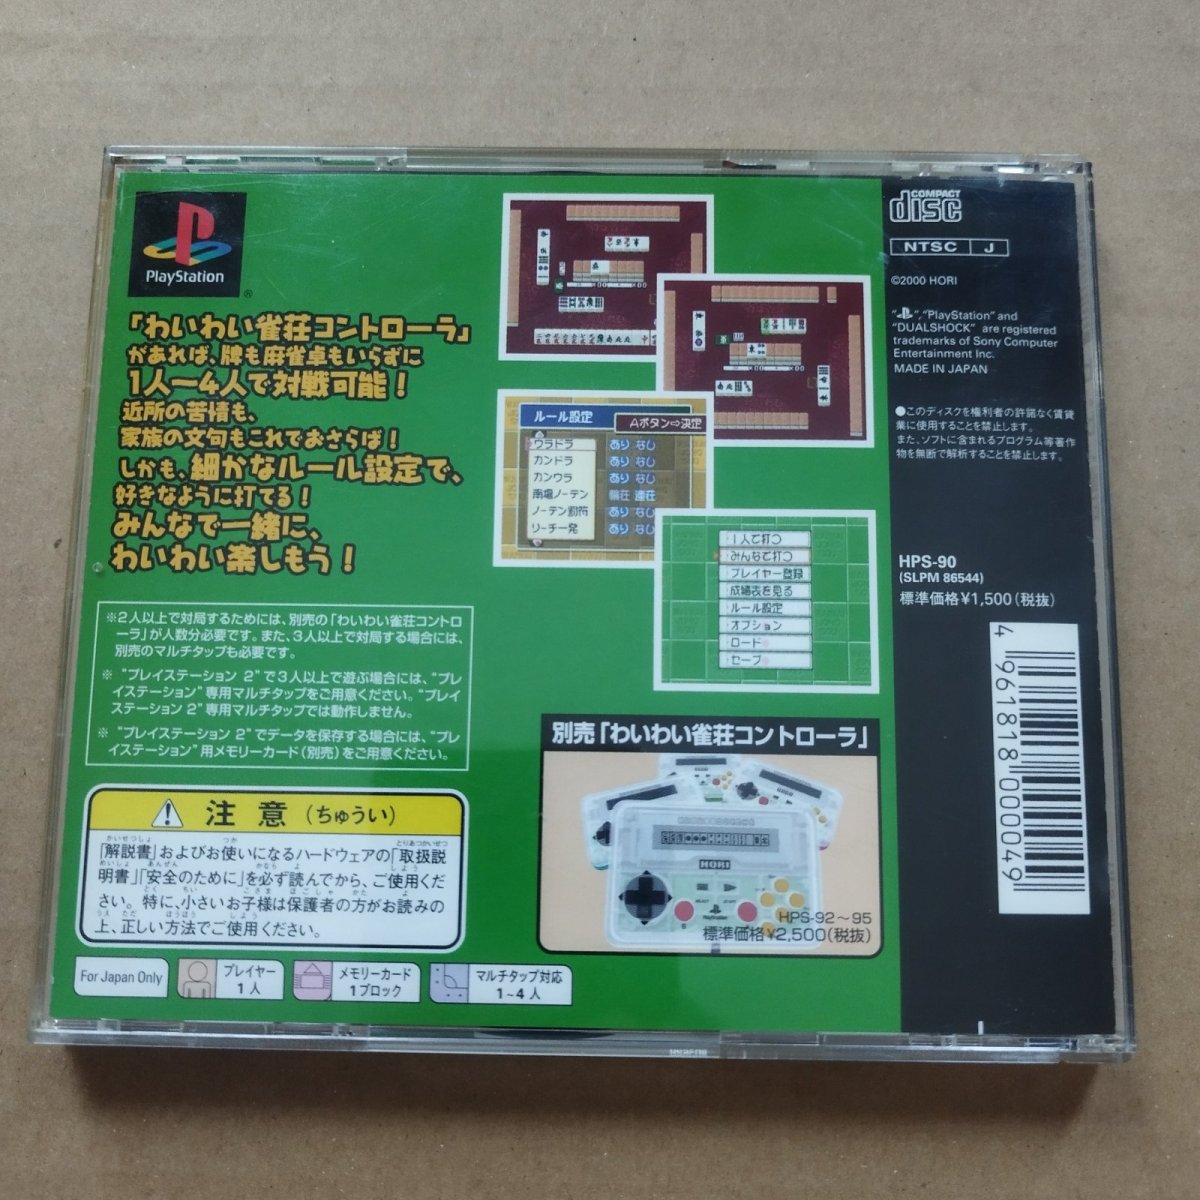 PlayStation
®
「わいわい雀荘コントローラ」
があれば、牌も麻雀卓もいらずに
1人ー4人で対戦可能!
近所の苦情も、
家族の文句もこれでおさらば!
しかも、細かなルール設定で、
好きなように打てる!
みんなで一緒に、
わいわい楽しもう!
※2人以上で対局するためには、別売の「わいわい雀荘コントロ
ーラ」が人数分必要です。また、3人以上で対局する場合には、
別売のマルチタップも必要です。
※ “プレイステーション 2”で3人以上で遊ぶ場合には、“プレ
イステーション”専用マルチタップをご用意ください。“プレイ
ステーション 2”専用マルチタップでは動作しません。
※ “プレイステーション 2”でデータを保存する場合には、“プレ
イステーション”用メモリーカード(別売)をご用意ください。
注意(ちゅうい)
「解説書」およびお使いになるハードウェアの「取扱説
明書」「安全のために」を必ず読んでから、ご使用くだ
さい。特に、小さいお子様は保護者の方がお読みの
上、正しい方法でご使用ください。
For Japan Only
プレイヤー
1人
メモリーカード
1ブロック
マルチタップ対応
1~4人
ルール設定
Aボタン⇨決定
ウラドラ あり なし
カンドラ あり なし
カンウラ あり なし
南場ノーテン 輪荘 連荘
ノーテン罰符 あり なし
リーチ一発 あり なし
1人で打つ
みんなで打つ
プレイヤー登録
成績表を見る
ルール設定
オプション
ロード
セーブ
別売「わいわい雀荘コントローラ」
HORI
SELECT
START
PlayStation
HPS-92~95
標準価格¥2,500(税抜)
COMPACT
disc
NTSC J
©2000 HORI
“ ”,“PlayStation” and
“DUALSHOCK” are registered
trademarks of Sony Computer
Entertainment Inc.
MADE IN JAPAN
●このディスクを権利者の許諾なく賃貸
業に使用することを禁止します。
また、ソフトに含まれるプログラム等著作
物を無断で解析することを禁止します。
HPS-90
(SLPM 86544)
標準価格¥1,500(税抜)
4 961818 000049